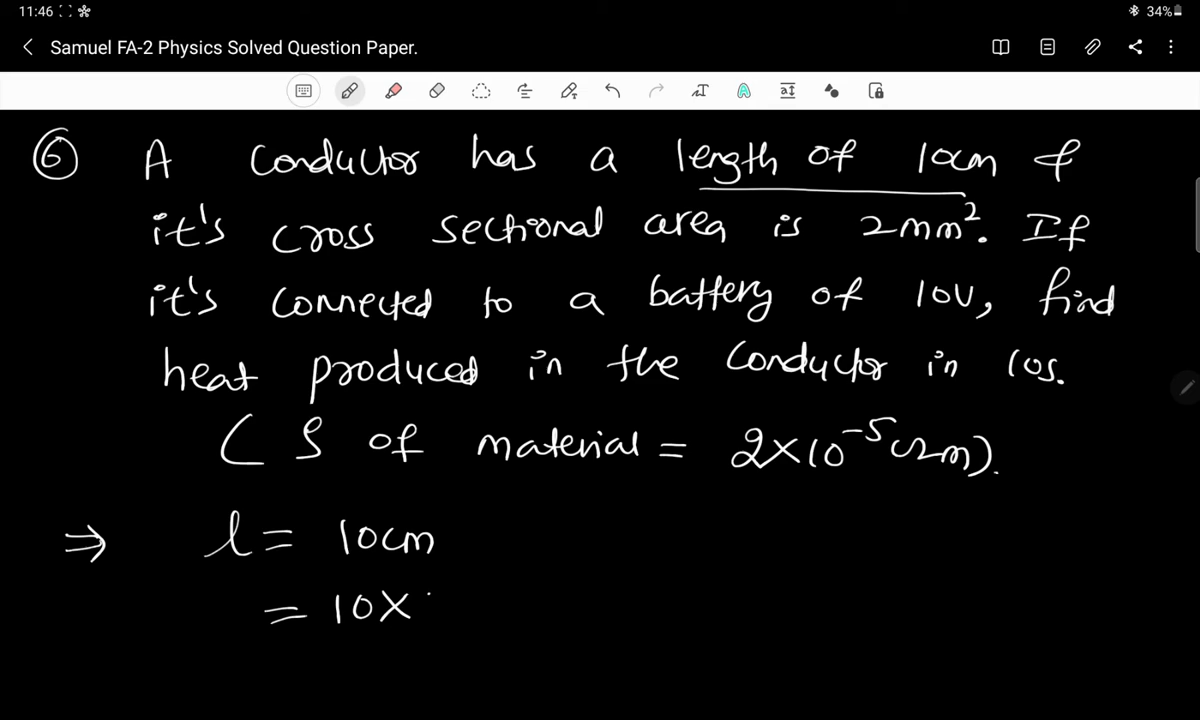 11:46
34%
Samuel FA-2 Physics Solved Question Paper.
⑥ A conductor has a length of 10cm &
it's cross sectional area is 2mm². If
it's connected to a battery of 10V, find
heat produced in the conductor in 10s.
(ρ of material = 2×10⁻⁵ Ωm).
⇒ l = 10cm
= 10×